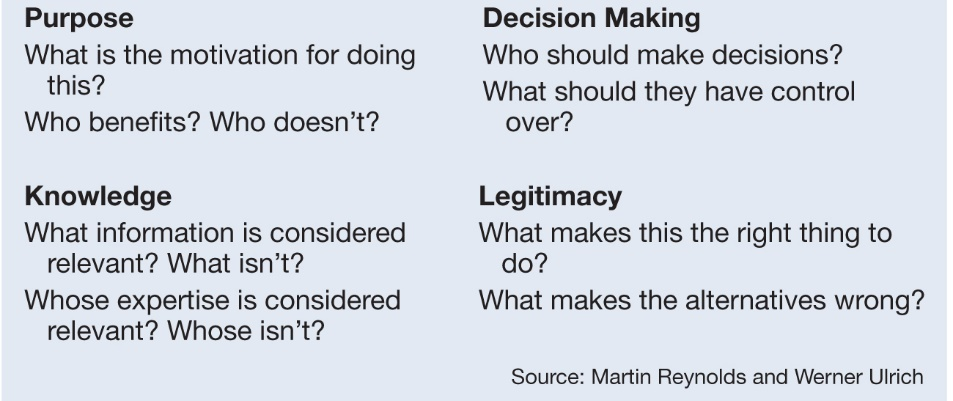 Purpose
What is the motivation for doing
this?
Who benefits? Who doesn't?
Decision Making
Who should make decisions?
What should they have control
over?
Knowledge
What information is considered
relevant? What isn't?
Whose expertise is considered
relevant? Whose isn't?
Legitimacy
What makes this the right thing to
do?
What makes the alternatives wrong?
Source: Martin Reynolds and Werner Ulrich